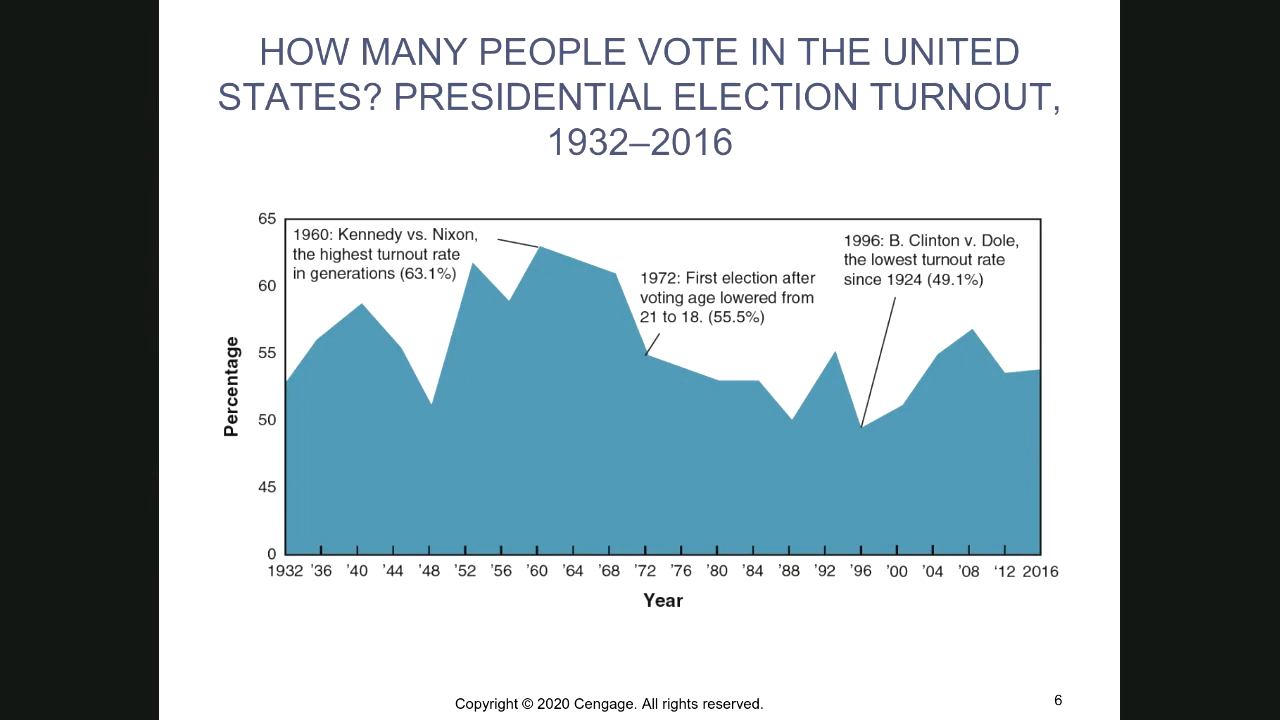 HOW MANY PEOPLE VOTE IN THE UNITED
STATES? PRESIDENTIAL ELECTION TURNOUT,
1932–2016
65
60
55
50
45
0
Percentage
1960: Kennedy vs. Nixon,
the highest turnout rate
in generations (63.1%)
1972: First election after
voting age lowered from
21 to 18. (55.5%)
1996: B. Clinton v. Dole,
the lowest turnout rate
since 1924 (49.1%)
1932 ’36 ’40 ’44 ’48 ’52 ’56 ’60 ’64 ’68 ’72 ’76 ’80 ’84 ’88 ’92 ’96 ’00 ’04 ’08 ‘12 2016
Year
Copyright © 2020 Cengage. All rights reserved.
6